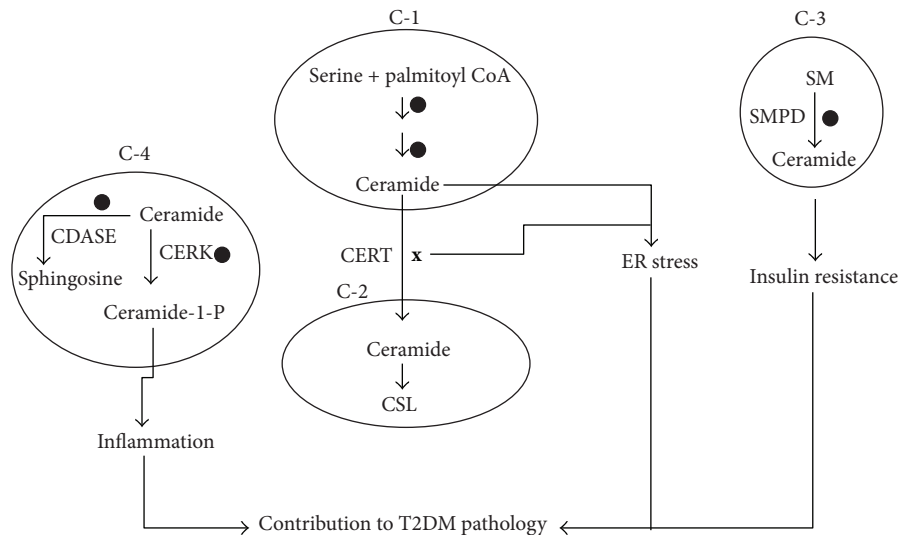 C-1
Serine + palmitoyl CoA
Ceramide
C-3
SM
SMPD
Ceramide
C-4
Ceramide
CDASE
CERK
Sphingosine
Ceramide-1-P
CERT
x
ER stress
Insulin resistance
C-2
Ceramide
CSL
Inflammation
Contribution to T2DM pathology